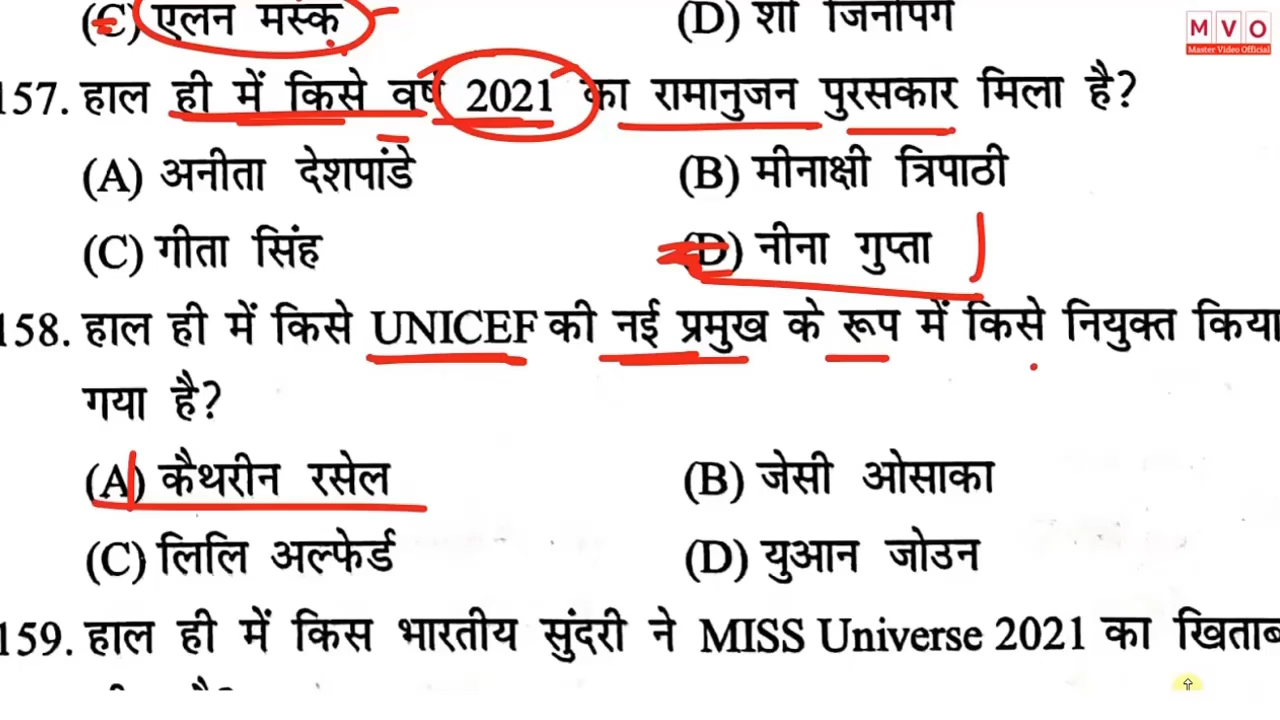 (C) एलन मस्क (D) शी जिनपिंग
MVO
Master Video Official
157. हाल ही में किसे वर्ष 2021 का रामानुजन पुरसकार मिला है?
(A) अनीता देशपांडे (B) मीनाक्षी त्रिपाठी
(C) गीता सिंह (D) नीना गुप्ता
158. हाल ही में किसे UNICEF की नई प्रमुख के रूप में किसे नियुक्त किया
गया है?
(A) कैथरीन रसेल (B) जेसी ओसाका
(C) लिलि अल्फेर्ड (D) युआन जोउन
159. हाल ही में किस भारतीय सुंदरी ने MISS Universe 2021 का खिताब